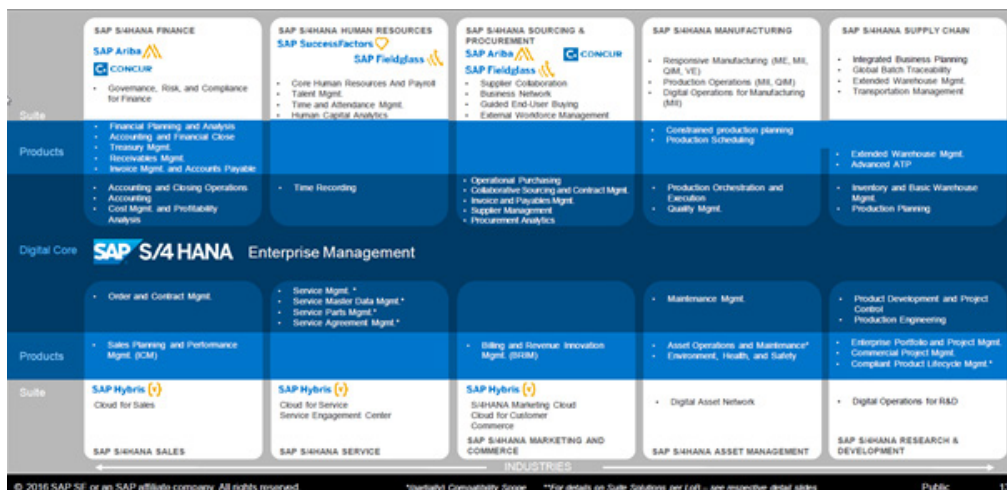 SAP S/4HANA FINANCE
SAP Ariba
CONCUR
• Governance, Risk, and Compliance
for Finance
SAP S/4HANA HUMAN RESOURCES
SAP SuccessFactors
SAP Fieldglass
• Core Human Resources And Payroll
• Talent Mgmt.
• Time and Attendance Mgmt.
• Human Capital Analytics
SAP S/4HANA SOURCING &
PROCUREMENT
SAP Ariba
CONCUR
SAP Fieldglass
• Supplier Collaboration
• Business Network
• Guided End-User Buying
• External Workforce Management
SAP S/4HANA MANUFACTURING
• Responsive Manufacturing (ME, MII,
QIM, VE)
• Production Operations (MII, QIM)
• Digital Operations for Manufacturing
(MII)
SAP S/4HANA SUPPLY CHAIN
• Integrated Business Planning
• Global Batch Traceability
• Extended Warehouse Mgmt.
• Transportation Management
Suite
Products
• Financial Planning and Analysis
• Accounting and Financial Close
• Treasury Mgmt.
• Receivables Mgmt.
• Invoice Mgmt. and Accounts Payable
• Constrained production planning
• Production Scheduling
• Extended Warehouse Mgmt.
• Advanced ATP
• Accounting and Closing Operations
• Accounting
• Cost Mgmt. and Profitability
Analysis
• Time Recording
• Operational Purchasing
• Collaborative Sourcing and Contract Mgmt.
• Invoice and Payables Mgmt.
• Supplier Management
• Procurement Analytics
• Production Orchestration and
Execution
• Quality Mgmt.
• Inventory and Basic Warehouse
Mgmt.
• Production Planning
Digital Core
SAP S/4HANA Enterprise Management
• Order and Contract Mgmt.
• Service Mgmt. *
• Service Master Data Mgmt.*
• Service Parts Mgmt.*
• Service Agreement Mgmt.*
• Maintenance Mgmt.
• Product Development and Project
Control
• Production Engineering
Products
• Sales Planning and Performance
Mgmt. (ICM)
• Billing and Revenue Innovation
Mgmt. (BRIM)
• Asset Operations and Maintenance*
• Environment, Health, and Safety
• Enterprise Portfolio and Project Mgmt.
• Commercial Project Mgmt.
• Compliant Product Lifecycle Mgmt.*
Suite
SAP Hybris (y)
Cloud for Sales
SAP S/4HANA SALES
SAP Hybris (y)
Cloud for Service
Service Engagement Center
SAP S/4HANA SERVICE
SAP Hybris (y)
S/4HANA Marketing Cloud
Cloud for Customer
Commerce
SAP S/4HANA MARKETING AND
COMMERCE
• Digital Asset Network
SAP S/4HANA ASSET MANAGEMENT
• Digital Operations for R&D
SAP S/4HANA RESEARCH &
DEVELOPMENT
INDUSTRIES
© 2016 SAP SE or an SAP affiliate company. All rights reserved. *(partially) Compatibility Scope **For details on Suite Solutions per LoB – see respective detail slides Public